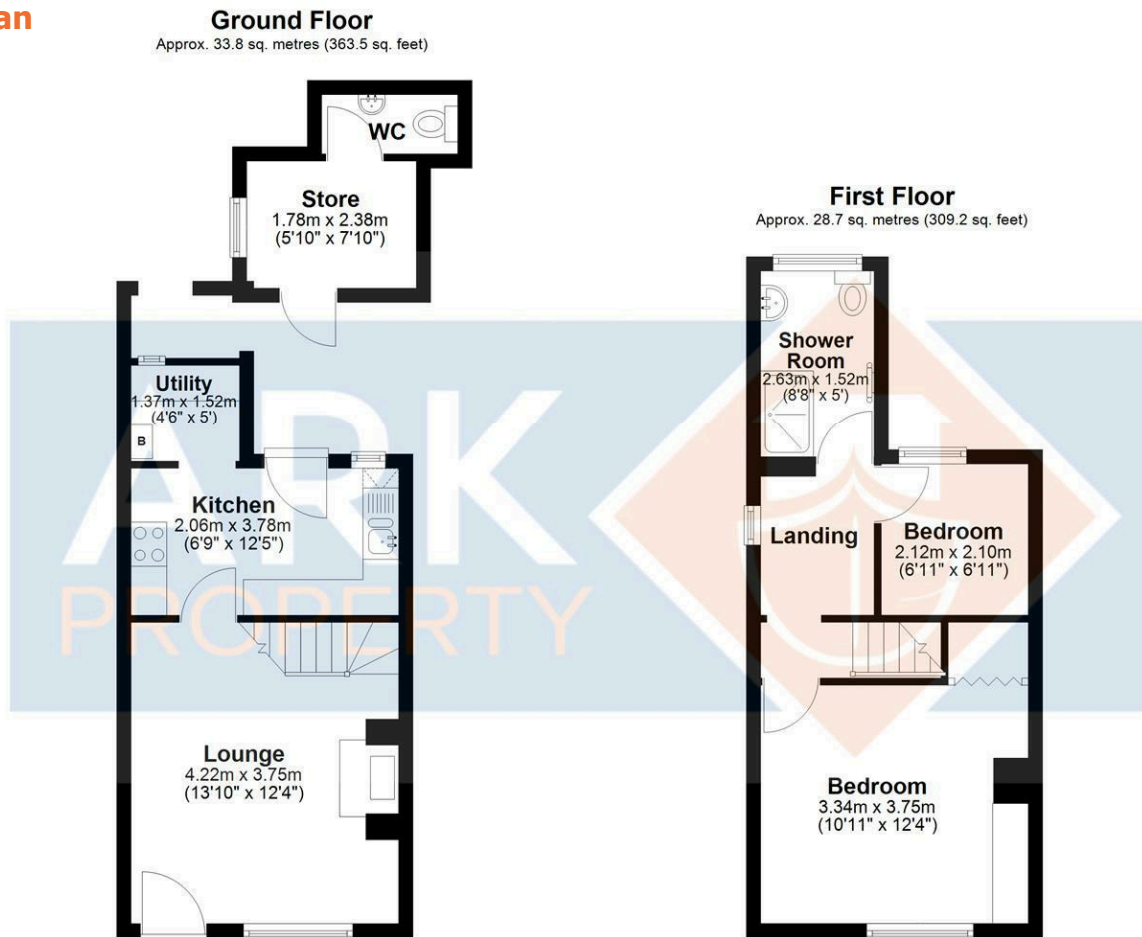 an
Ground Floor
Approx. 33.8 sq. metres (363.5 sq. feet)
WC
Store
1.78m x 2.38m
(5'10" x 7'10")
Utility
1.37m x 1.52m
(4'6" x 5')
B
Kitchen
2.06m x 3.78m
(6'9" x 12'5")
Lounge
4.22m x 3.75m
(13'10" x 12'4")
First Floor
Approx. 28.7 sq. metres (309.2 sq. feet)
Shower
Room
2.63m x 1.52m
(8'8" x 5')
Landing
Bedroom
2.12m x 2.10m
(6'11" x 6'11")
Bedroom
3.34m x 3.75m
(10'11" x 12'4")
ARK
PROPERTY